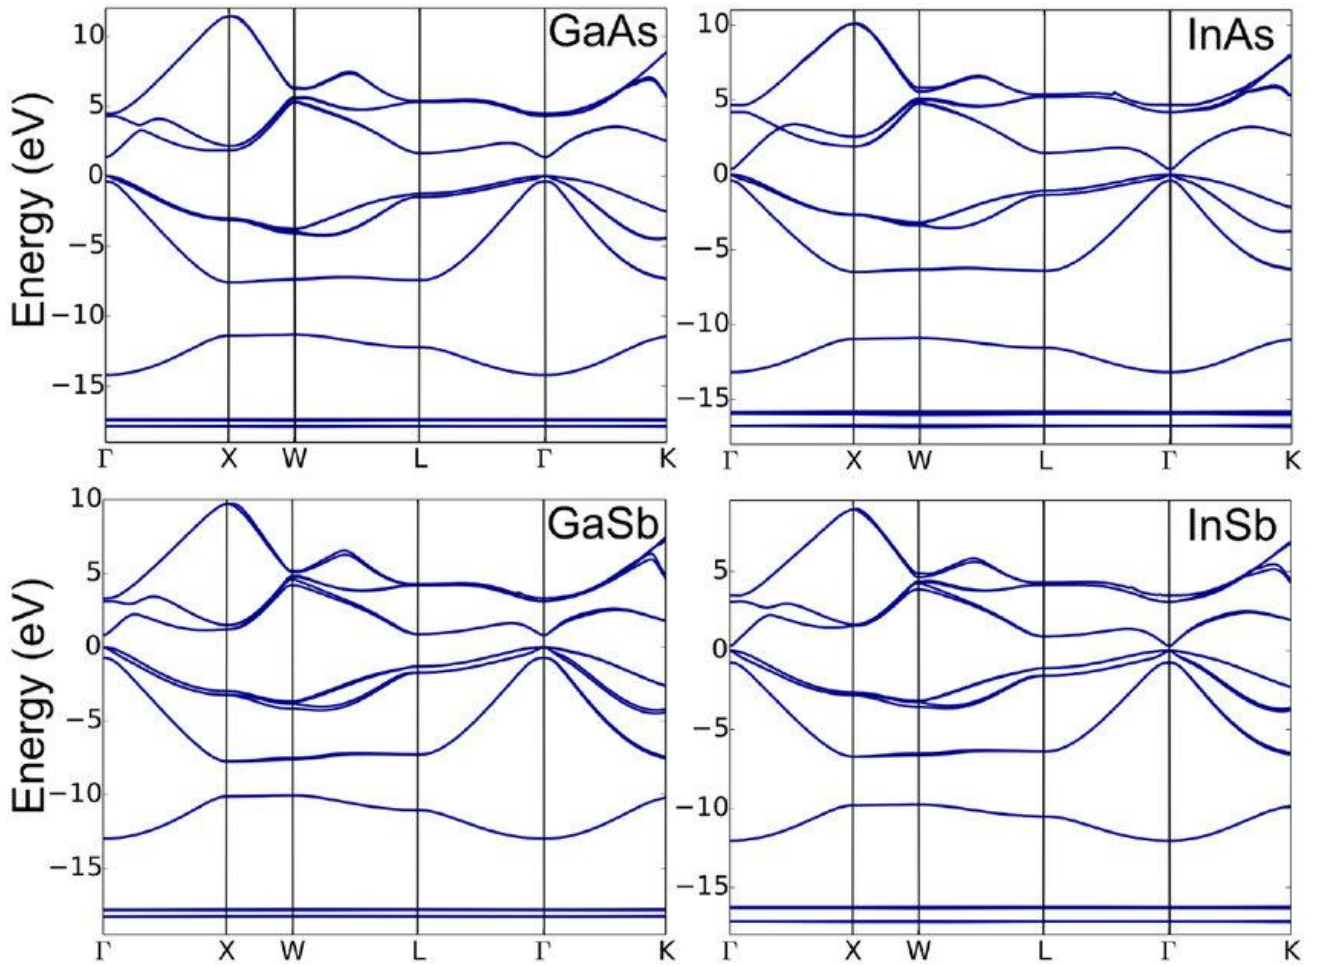 GaAs
10
5
0
−5
−10
−15
Energy (eV)
Γ X W L Γ K
InAs
10
5
0
−5
−10
−15
Γ X W L Γ K
GaSb
10
5
0
−5
−10
−15
Energy (eV)
Γ X W L Γ K
InSb
5
0
−5
−10
−15
Γ X W L Γ K